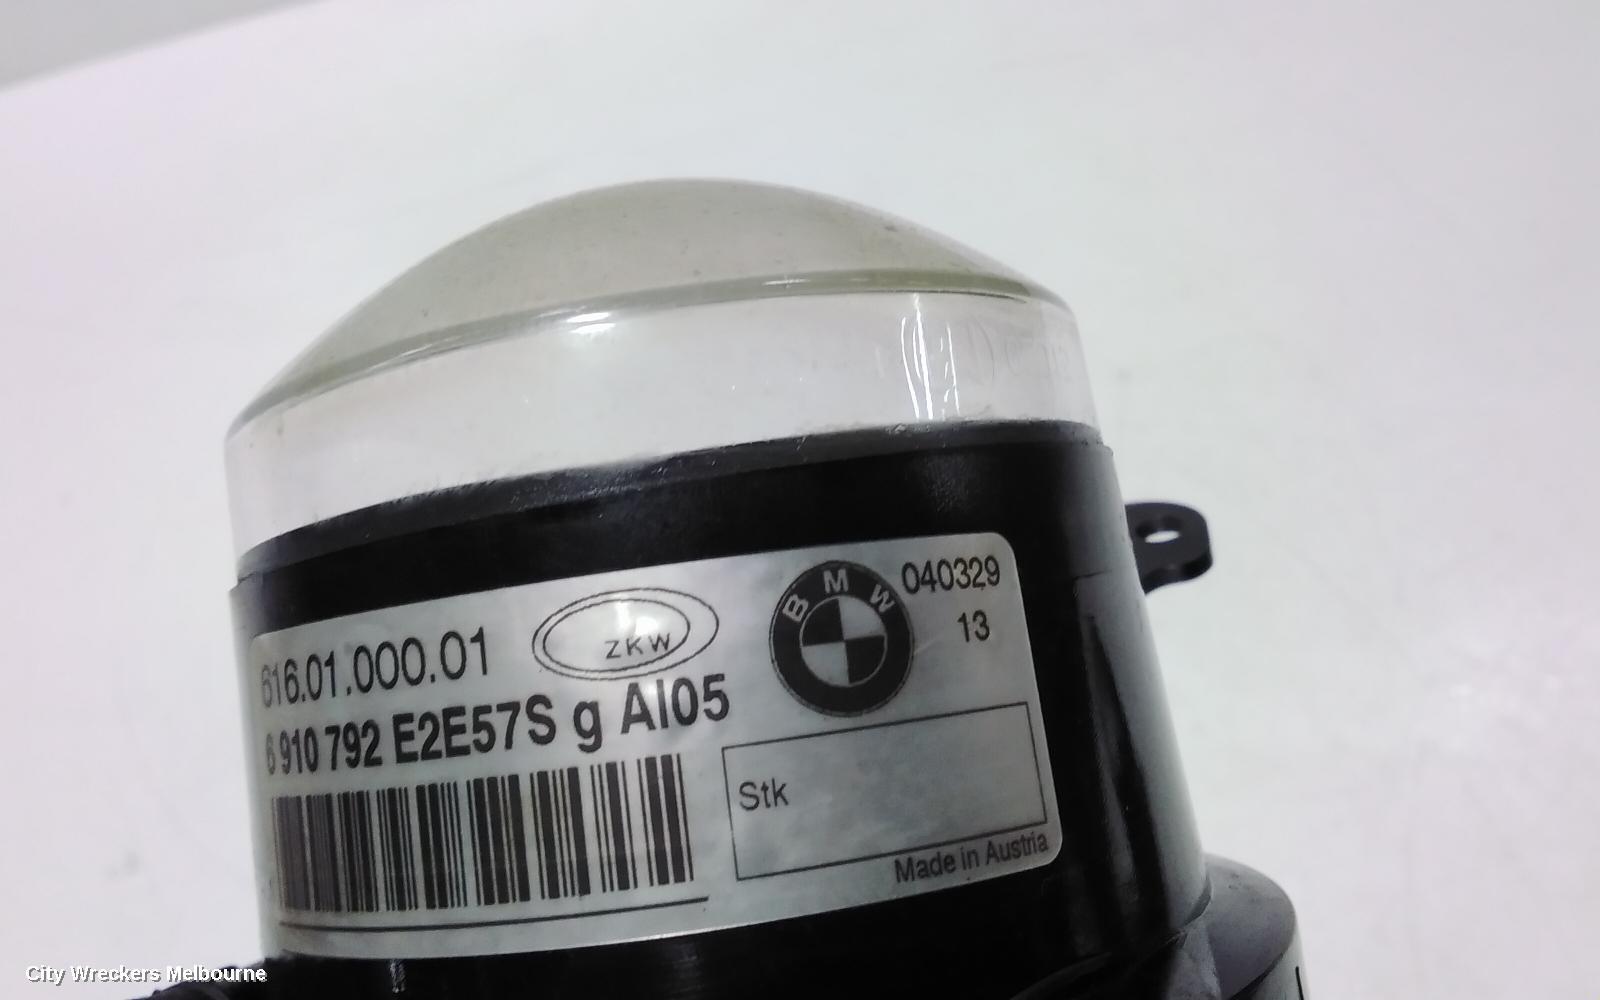 616.01.000.01
ZKW
BMW
040329
13
6 910 792 E2E57S g AI05
Stk
Made in Austria
City Wreckers Melbourne